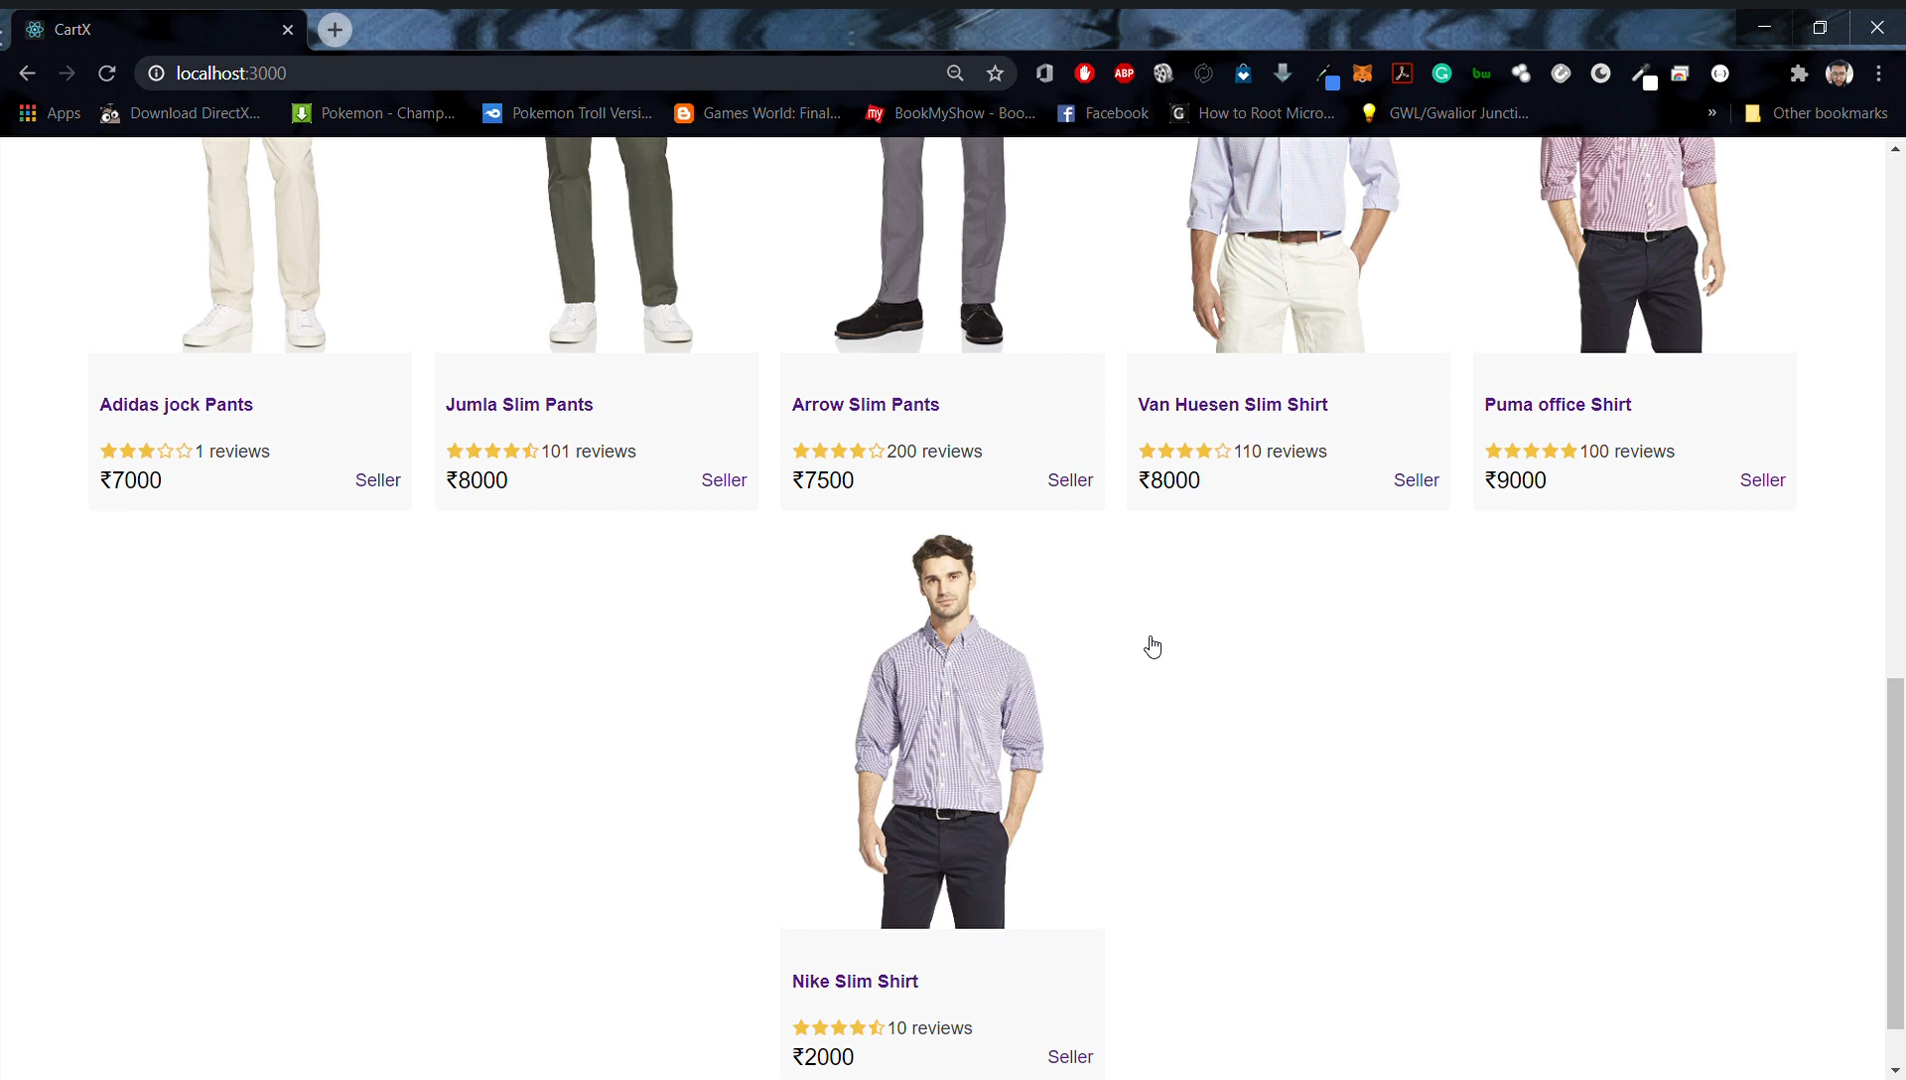 CartX
localhost:3000
ABP
bw
Apps
Download DirectX...
Pokemon - Champ...
Pokemon Troll Versi...
Games World: Final...
my
BookMyShow - Boo...
Facebook
G
How to Root Micro...
GWL/Gwalior Juncti...
»
Other bookmarks
Adidas jock Pants
Jumla Slim Pants
Arrow Slim Pants
Van Huesen Slim Shirt
Puma office Shirt
1 reviews
101 reviews
200 reviews
110 reviews
100 reviews
₹7000 Seller
₹8000 Seller
₹7500 Seller
₹8000 Seller
₹9000 Seller
Nike Slim Shirt
10 reviews
₹2000 Seller